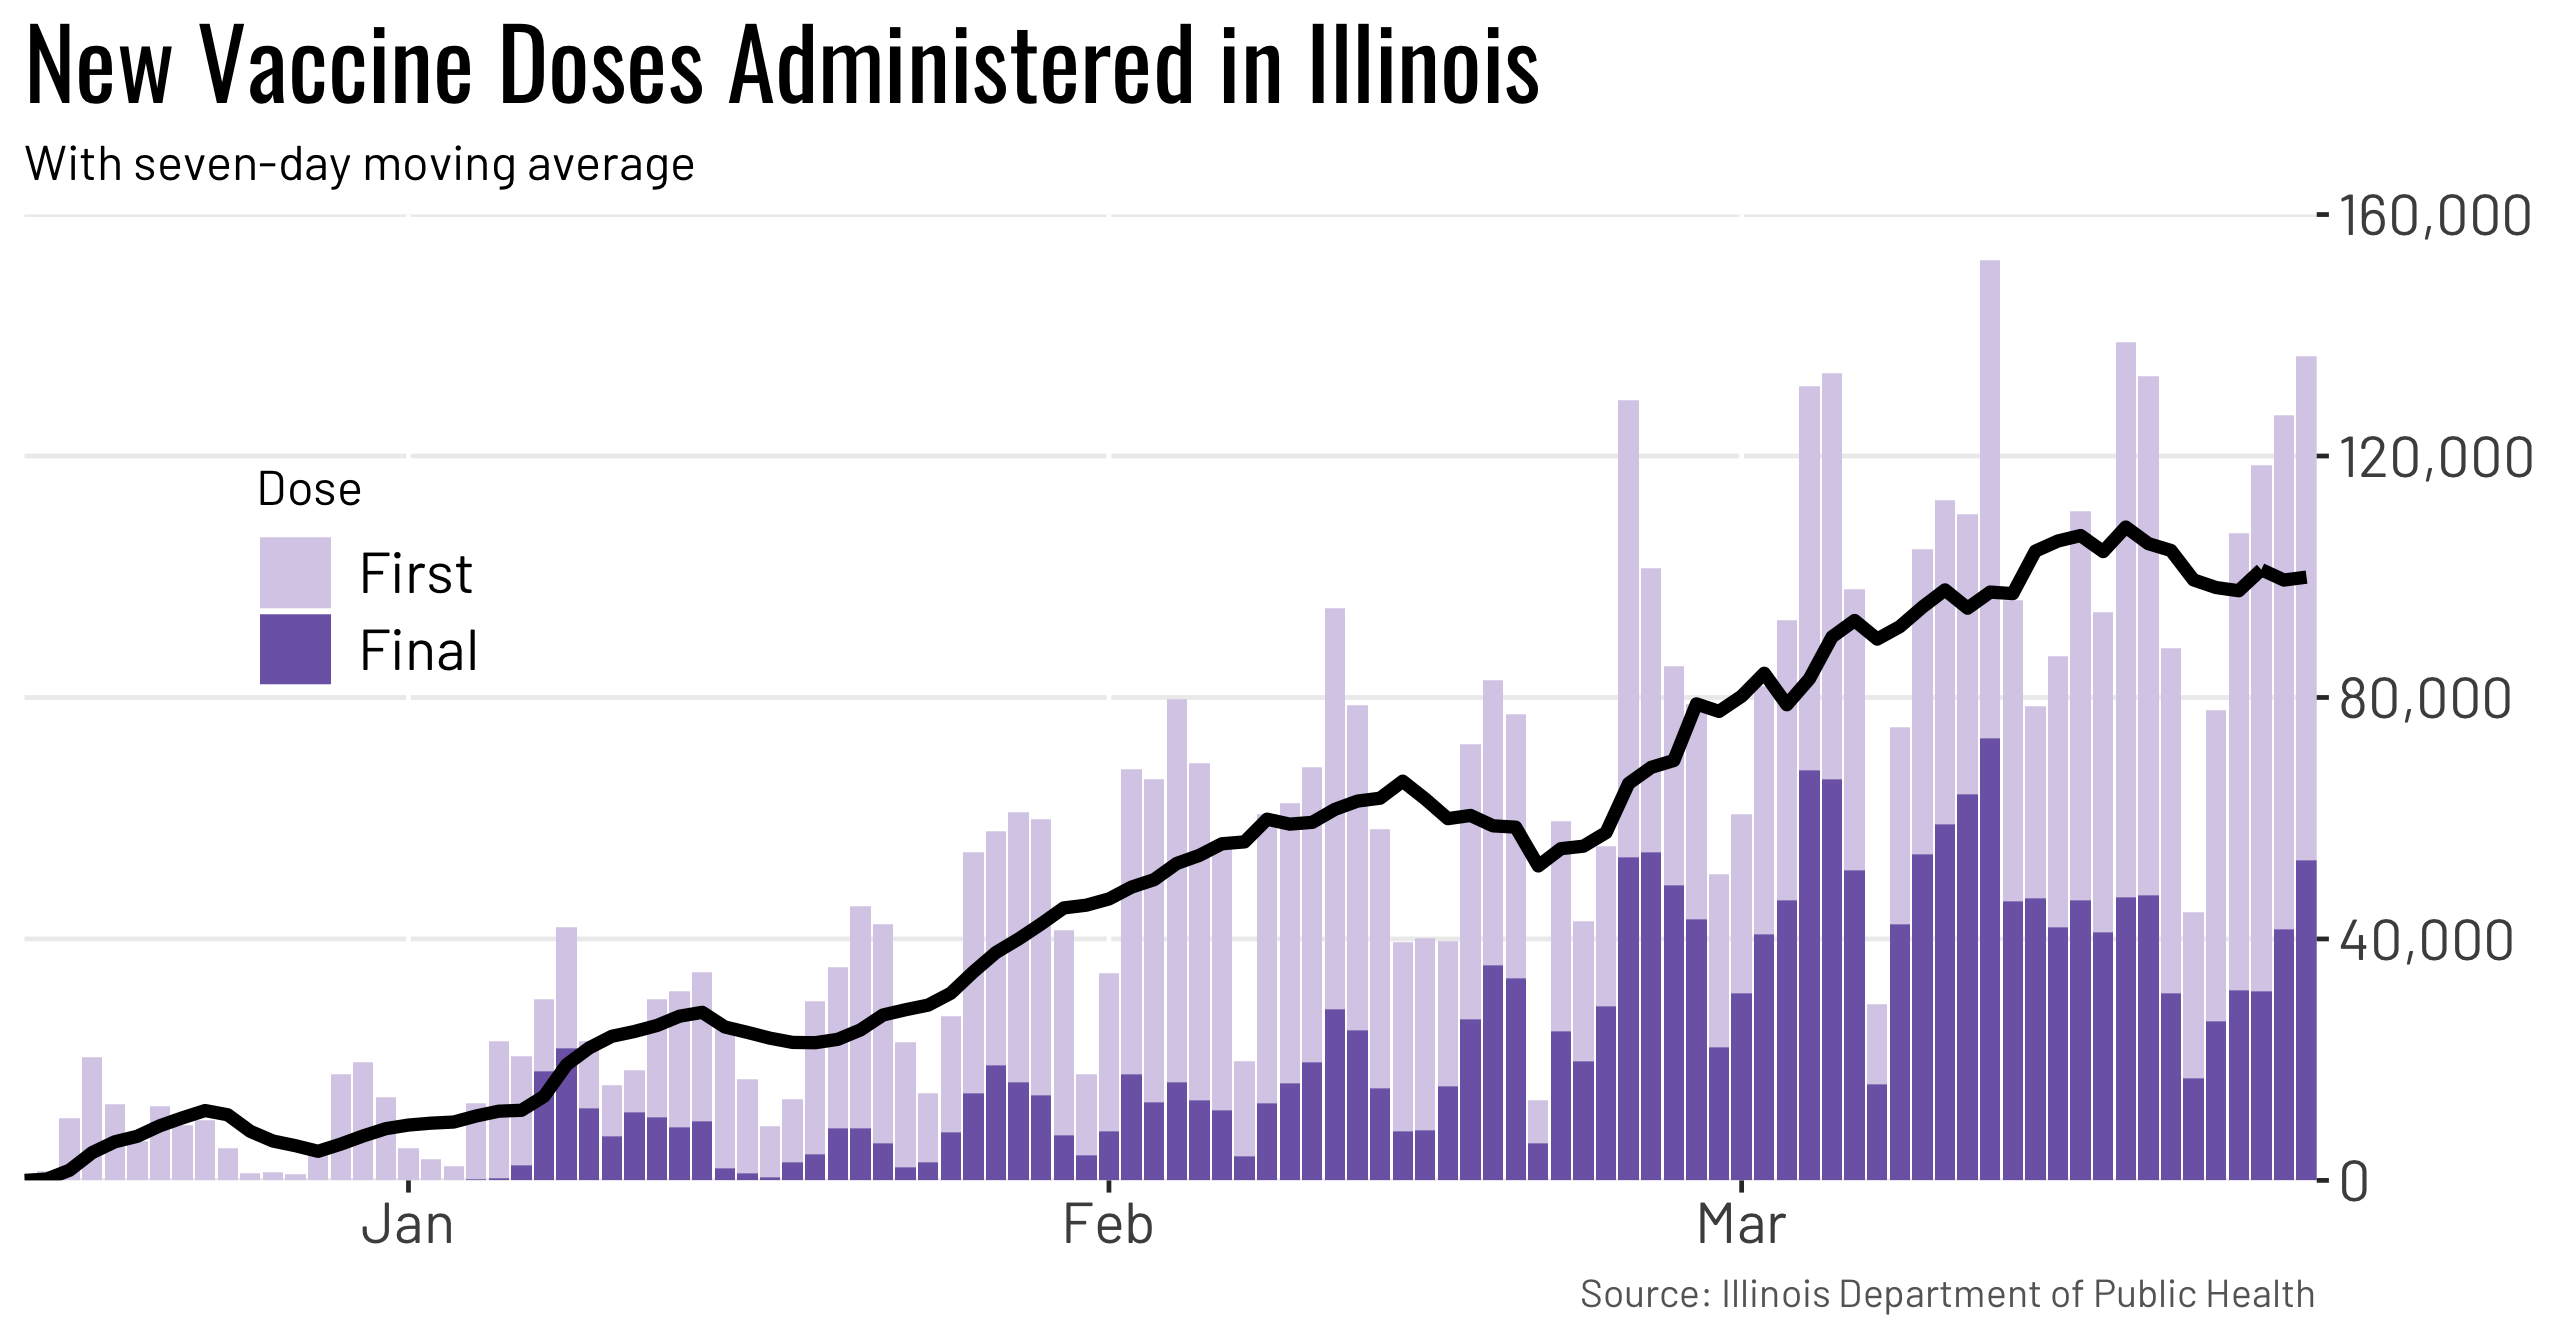 New Vaccine Doses Administered in Illinois
With seven-day moving average
160,000
120,000
Dose
First
Final
80,000
40,000
0
Jan Feb Mar
Source: Illinois Department of Public Health